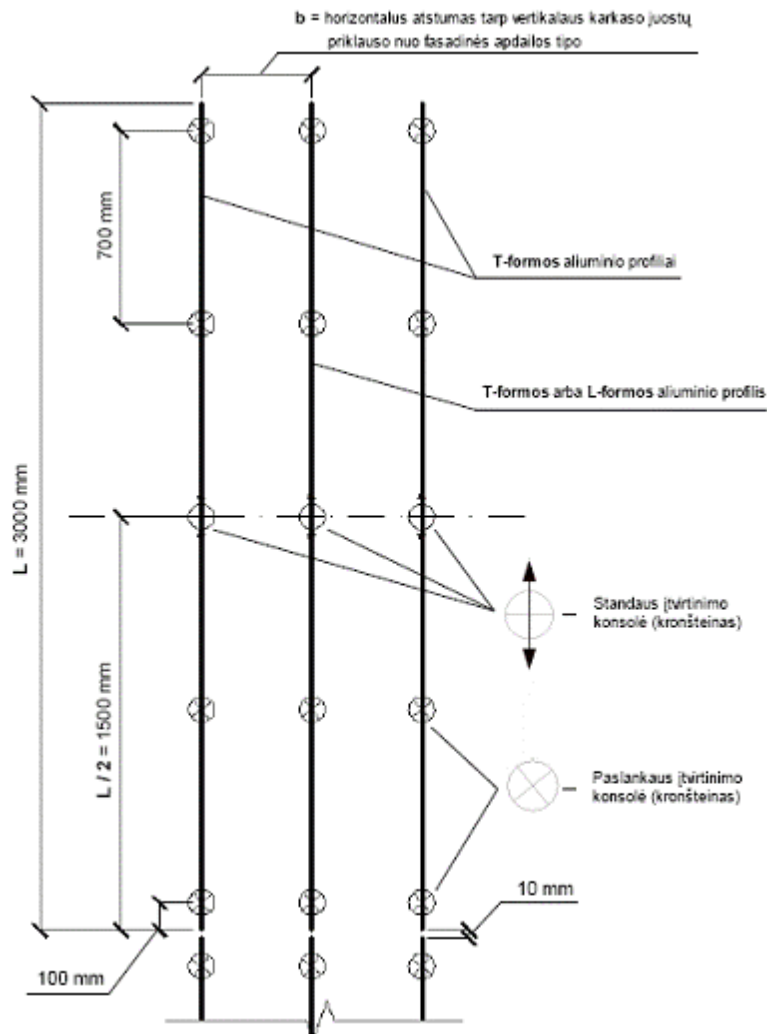 b = horizontalus atstumas tarp vertikalaus karkaso juostų
priklauso nuo fasadinės apdailos tipo
700 mm
T-formos aliuminio profiliai
T-formos arba L-formos aliuminio profilis
L = 3000 mm
L / 2 = 1500 mm
Standaus įtvirtinimo
konsolė (kronšteinas)
Paslankaus įtvirtinimo
konsolė (kronšteinas)
10 mm
100 mm